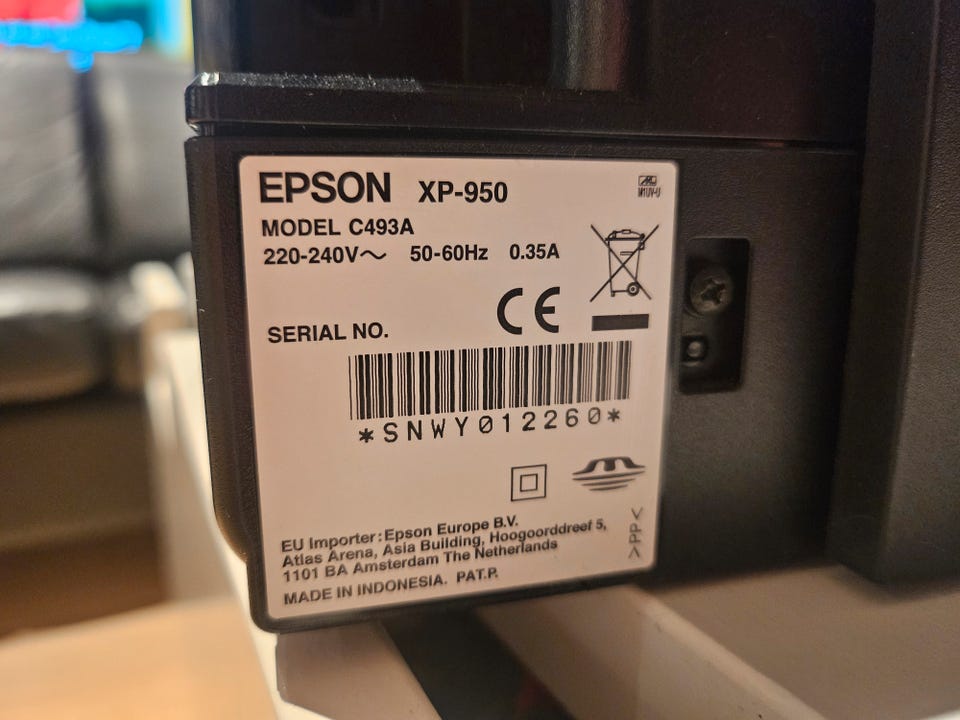 EPSON XP-950
MODEL C493A
220-240V～ 50-60Hz 0.35A
CE
SERIAL NO.
*SNWY012260*
EU Importer: Epson Europe B.V.
Atlas Arena, Asia Building, Hoogoorddreef 5,
1101 BA Amsterdam The Netherlands
MADE IN INDONESIA. PAT.P.
>PP<